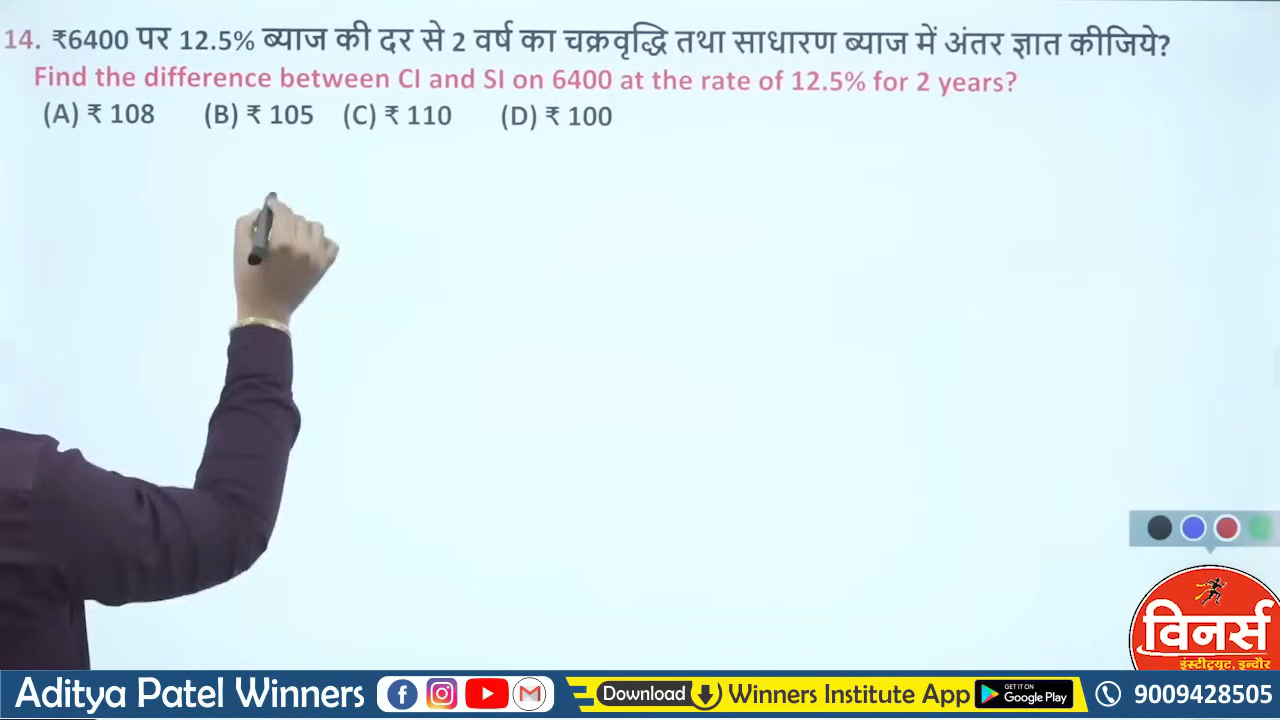 14. ₹6400 पर 12.5% ब्याज की दर से 2 वर्ष का चक्रवृद्धि तथा साधारण ब्याज में अंतर ज्ञात कीजिये?
Find the difference between CI and SI on 6400 at the rate of 12.5% for 2 years?
(A) ₹ 108 (B) ₹ 105 (C) ₹ 110 (D) ₹ 100
विनर्स
इंस्टीट्यूट, इन्दौर
Aditya Patel Winners Download Winners Institute App GET IT ON Google Play 9009428505